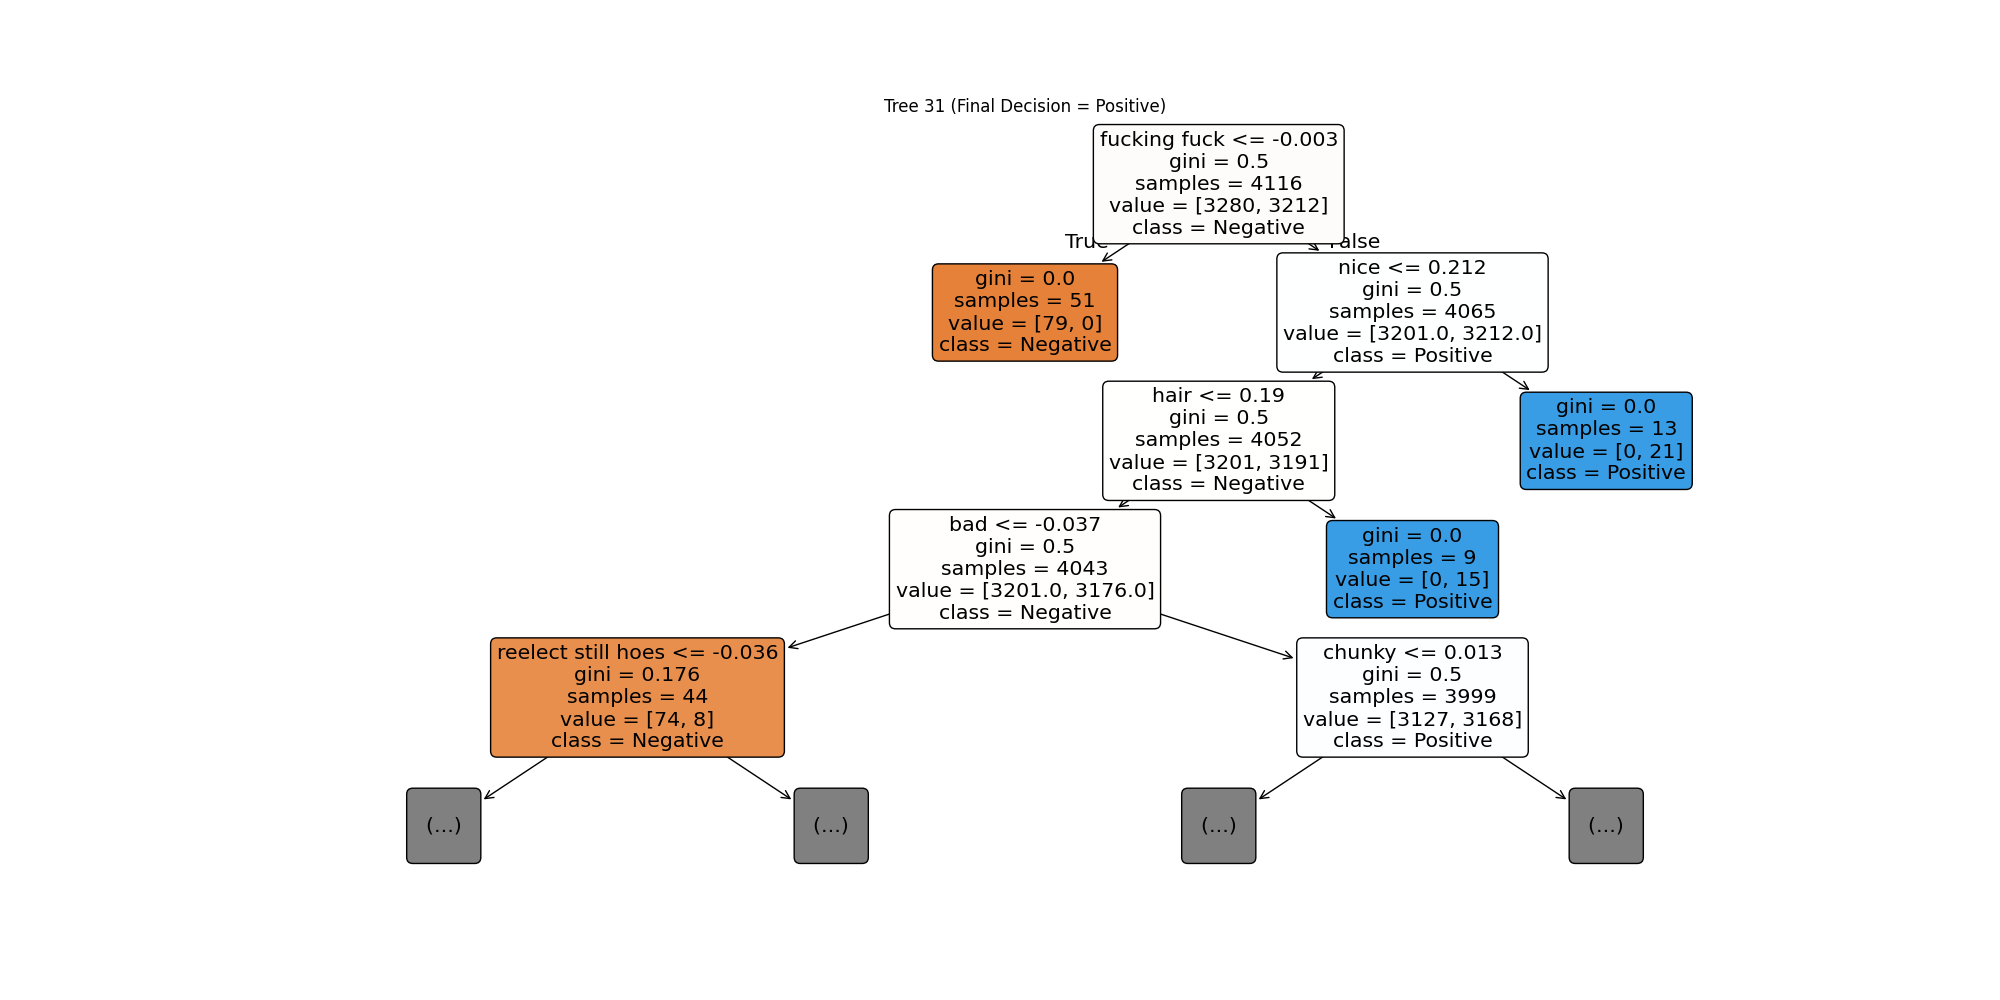 Tree 31 (Final Decision = Positive)
fucking fuck <= -0.003
gini = 0.5
samples = 4116
value = [3280, 3212]
class = Negative
True
False
gini = 0.0
samples = 51
value = [79, 0]
class = Negative
nice <= 0.212
gini = 0.5
samples = 4065
value = [3201.0, 3212.0]
class = Positive
hair <= 0.19
gini = 0.5
samples = 4052
value = [3201, 3191]
class = Negative
gini = 0.0
samples = 13
value = [0, 21]
class = Positive
bad <= -0.037
gini = 0.5
samples = 4043
value = [3201.0, 3176.0]
class = Negative
gini = 0.0
samples = 9
value = [0, 15]
class = Positive
reelect still hoes <= -0.036
gini = 0.176
samples = 44
value = [74, 8]
class = Negative
chunky <= 0.013
gini = 0.5
samples = 3999
value = [3127, 3168]
class = Positive
(...)
(...)
(...)
(...)